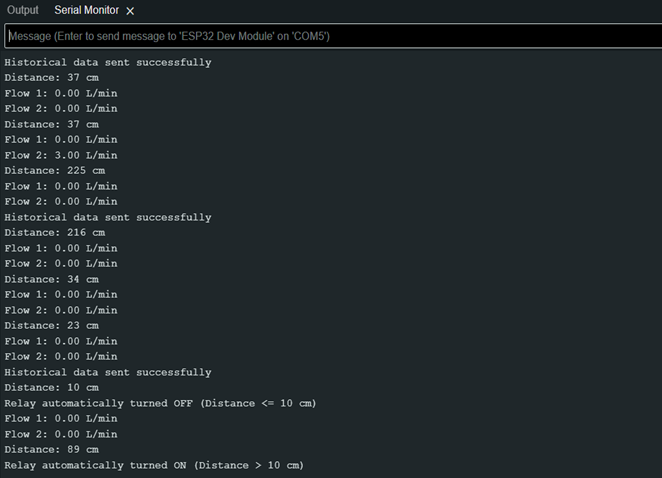 Output Serial Monitor
Message (Enter to send message to 'ESP32 Dev Module' on 'COM5')
Historical data sent successfully
Distance: 37 cm
Flow 1: 0.00 L/min
Flow 2: 0.00 L/min
Distance: 37 cm
Flow 1: 0.00 L/min
Flow 2: 3.00 L/min
Distance: 225 cm
Flow 1: 0.00 L/min
Flow 2: 0.00 L/min
Historical data sent successfully
Distance: 216 cm
Flow 1: 0.00 L/min
Flow 2: 0.00 L/min
Distance: 34 cm
Flow 1: 0.00 L/min
Flow 2: 0.00 L/min
Distance: 23 cm
Flow 1: 0.00 L/min
Flow 2: 0.00 L/min
Historical data sent successfully
Distance: 10 cm
Relay automatically turned OFF (Distance <= 10 cm)
Flow 1: 0.00 L/min
Flow 2: 0.00 L/min
Distance: 89 cm
Relay automatically turned ON (Distance > 10 cm)